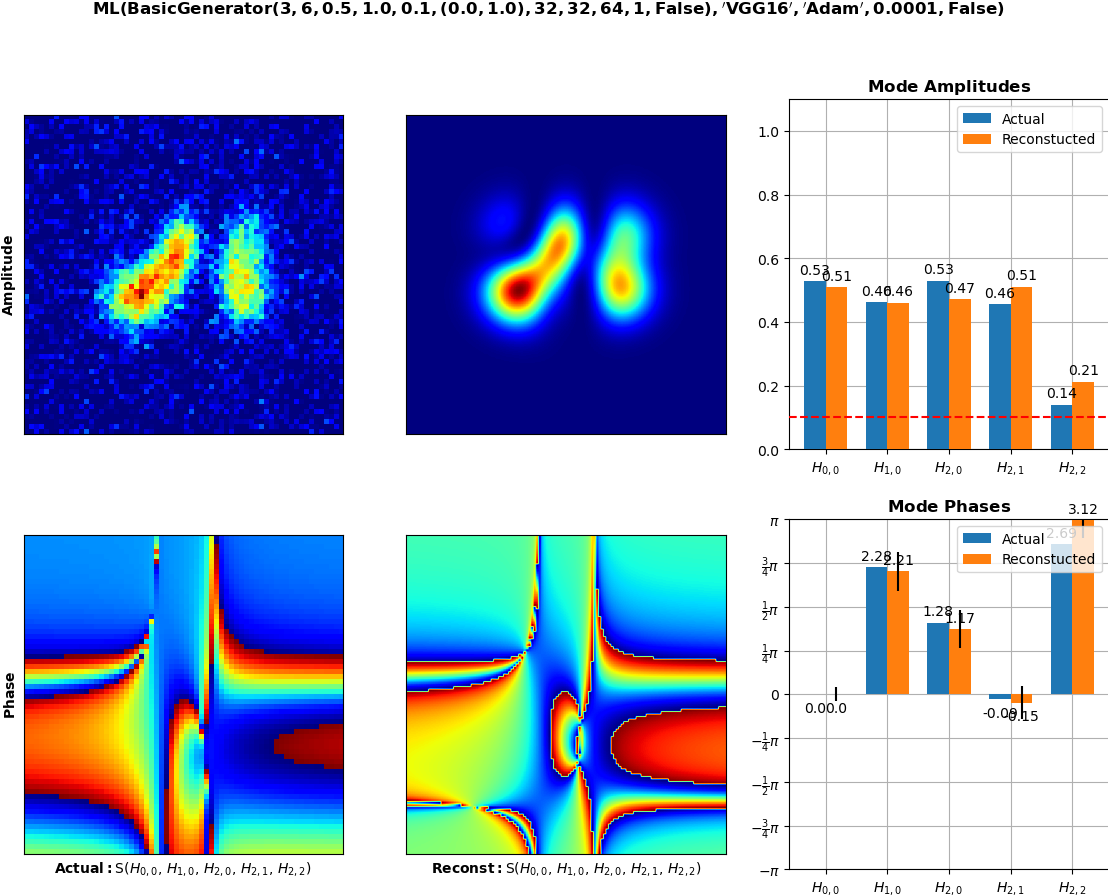 ML(BasicGenerator(3, 6, 0.5, 1.0, 0.1, (0.0, 1.0), 32, 32, 64, 1, False), ′VGG16′, ′Adam′, 0.0001, False)
Amplitude
Mode Amplitudes
Actual
Reconstucted
1.0
0.8
0.6
0.4
0.2
0.0
0.53
0.51
0.46
0.46
0.53
0.47
0.46
0.51
0.14
0.21
H0,0
H1,0
H2,0
H2,1
H2,2
Phase
Actual: S(H0,0, H1,0, H2,0, H2,1, H2,2)
Reconst: S(H0,0, H1,0, H2,0, H2,1, H2,2)
Mode Phases
Actual
Reconstucted
π
3/4π
1/2π
1/4π
0
−1/4π
−1/2π
−3/4π
−π
0.0
0.0
2.28
2.21
1.28
1.17
-0.09
-0.15
2.69
3.12
H0,0
H1,0
H2,0
H2,1
H2,2